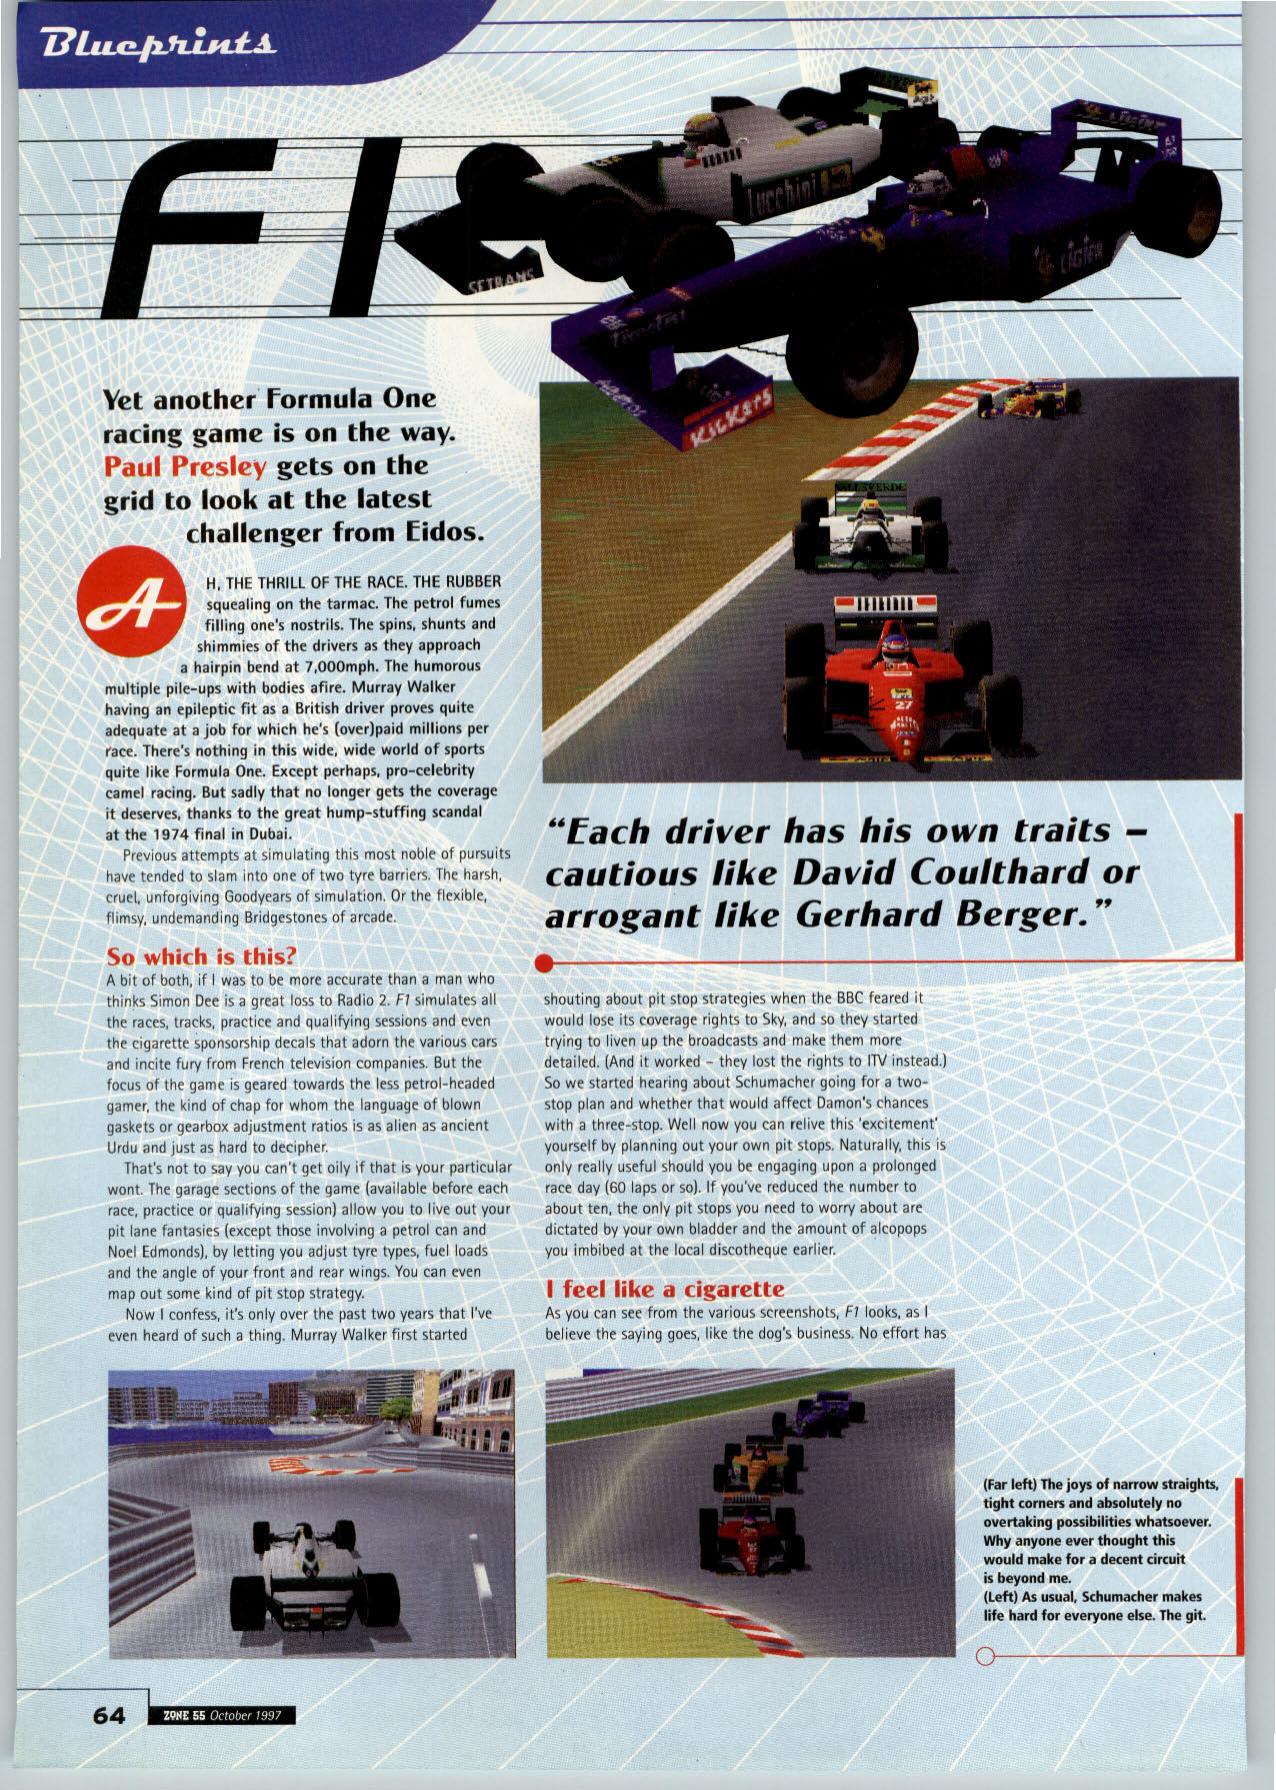 Blueprints
F1
Lucchini
SETRANS
LIGIER
LIGIER
Kickers
Yet another Formula One
racing game is on the way.
Paul Presley gets on the
grid to look at the latest
challenger from Eidos.
AH, THE THRILL OF THE RACE. THE RUBBER
squealing on the tarmac. The petrol fumes
filling one's nostrils. The spins, shunts and
shimmies of the drivers as they approach
a hairpin bend at 7,000mph. The humorous
multiple pile-ups with bodies afire. Murray Walker
having an epileptic fit as a British driver proves quite
adequate at a job for which he's (over)paid millions per
race. There's nothing in this wide, wide world of sports
quite like Formula One. Except perhaps, pro-celebrity
camel racing. But sadly that no longer gets the coverage
it deserves, thanks to the great hump-stuffing scandal
at the 1974 final in Dubai.
Previous attempts at simulating this most noble of pursuits
have tended to slam into one of two tyre barriers. The harsh,
cruel, unforgiving Goodyears of simulation. Or the flexible,
flimsy, undemanding Bridgestones of arcade.
So which is this?
A bit of both, if I was to be more accurate than a man who
thinks Simon Dee is a great loss to Radio 2. F1 simulates all
the races, tracks, practice and qualifying sessions and even
the cigarette sponsorship decals that adorn the various cars
and incite fury from French television companies. But the
focus of the game is geared towards the less petrol-headed
gamer, the kind of chap for whom the language of blown
gaskets or gearbox adjustment ratios is as alien as ancient
Urdu and just as hard to decipher.
That's not to say you can't get oily if that is your particular
wont. The garage sections of the game (available before each
race, practice or qualifying session) allow you to live out your
pit lane fantasies (except those involving a petrol can and
Noel Edmonds), by letting you adjust tyre types, fuel loads
and the angle of your front and rear wings. You can even
map out some kind of pit stop strategy.
Now I confess, it's only over the past two years that I've
even heard of such a thing. Murray Walker first started
27
"Each driver has his own traits –
cautious like David Coulthard or
arrogant like Gerhard Berger."
shouting about pit stop strategies when the BBC feared it
would lose its coverage rights to Sky, and so they started
trying to liven up the broadcasts and make them more
detailed. (And it worked – they lost the rights to ITV instead.)
So we started hearing about Schumacher going for a two-
stop plan and whether that would affect Damon's chances
with a three-stop. Well now you can relive this 'excitement'
yourself by planning out your own pit stops. Naturally, this is
only really useful should you be engaging upon a prolonged
race day (60 laps or so). If you've reduced the number to
about ten, the only pit stops you need to worry about are
dictated by your own bladder and the amount of alcopops
you imbibed at the local discotheque earlier.
I feel like a cigarette
As you can see from the various screenshots, F1 looks, as I
believe the saying goes, like the dog's business. No effort has
(Far left) The joys of narrow straights,
tight corners and absolutely no
overtaking possibilities whatsoever.
Why anyone ever thought this
would make for a decent circuit
is beyond me.
(Left) As usual, Schumacher makes
life hard for everyone else. The git.
64
ZONE 55 October 1997